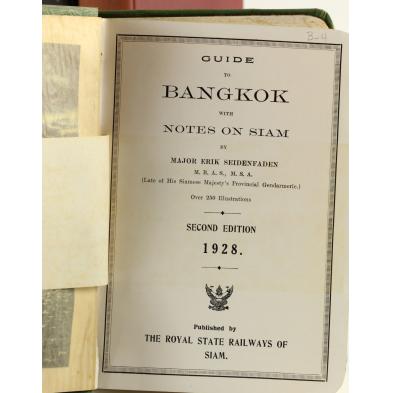 B-4
GUIDE
TO
BANGKOK
WITH
NOTES ON SIAM
BY
MAJOR ERIK SEIDENFADEN
M. R. A. S., M. S. A.
(Late of His Siamese Majesty's Provincial Gendarmerie.)
Over 250 Illustrations
SECOND EDITION
1928.
Published by
THE ROYAL STATE RAILWAYS OF
SIAM.